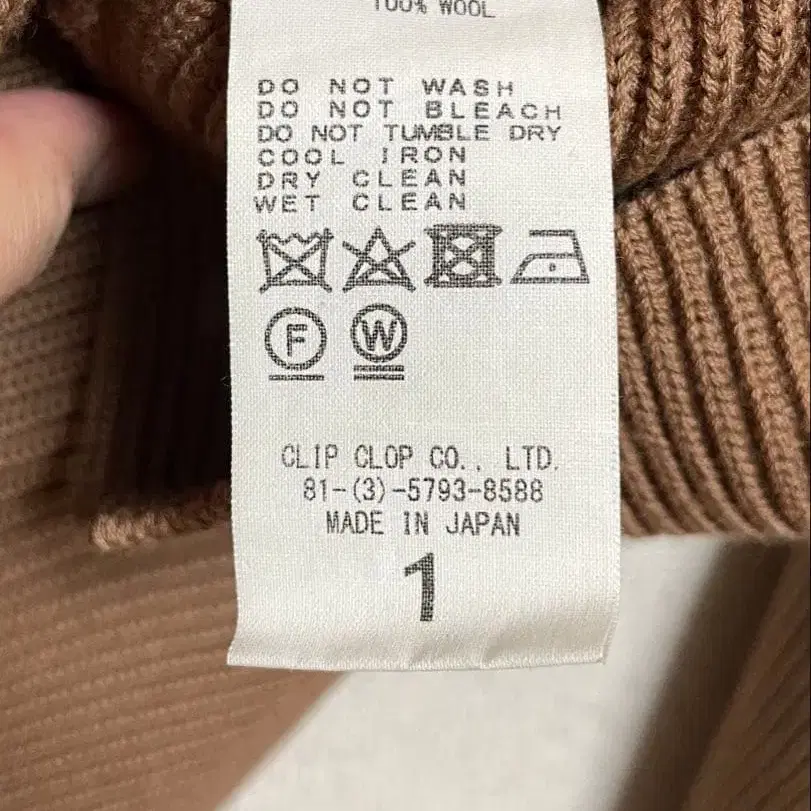 100% WOOL
DO NOT WASH
DO NOT BLEACH
DO NOT TUMBLE DRY
COOL IRON
DRY CLEAN
WET CLEAN
F W
CLIP CLOP CO., LTD.
81-(3)-5793-8588
MADE IN JAPAN
1